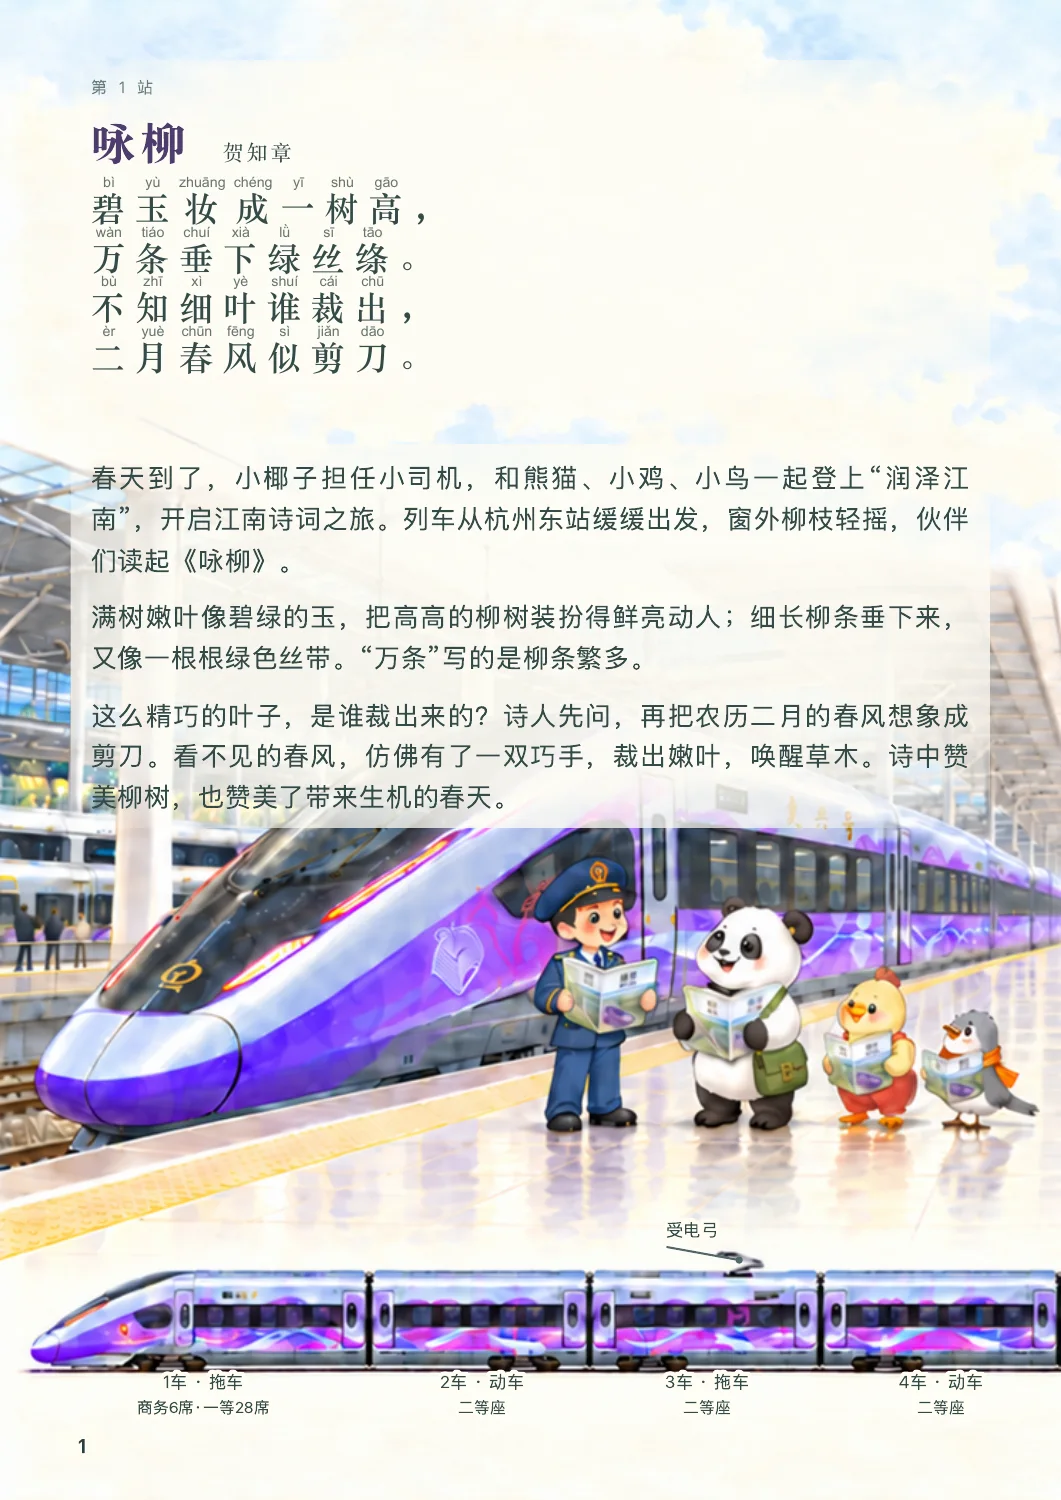 第 1 站
咏柳 贺知章
bì yù zhuāng chéng yī shù gāo
碧玉妆成一树高，
wàn tiáo chuí xià lǜ sī tāo
万条垂下绿丝绦。
bù zhī xì yè shuí cái chū
不知细叶谁裁出，
èr yuè chūn fēng sì jiǎn dāo
二月春风似剪刀。
春天到了，小椰子担任小司机，和熊猫、小鸡、小鸟一起登上“润泽江
南”，开启江南诗词之旅。列车从杭州东站缓缓出发，窗外柳枝轻摇，伙伴
们读起《咏柳》。
满树嫩叶像碧绿的玉，把高高的柳树装扮得鲜亮动人；细长柳条垂下来，
又像一根根绿色丝带。“万条”写的是柳条繁多。
这么精巧的叶子，是谁裁出来的？诗人先问，再把农历二月的春风想象成
剪刀。看不见的春风，仿佛有了一双巧手，裁出嫩叶，唤醒草木。诗中赞
美柳树，也赞美了带来生机的春天。
受电弓
1车 · 拖车 2车 · 动车 3车 · 拖车 4车 · 动车
商务6席·一等28席 二等座 二等座 二等座
1